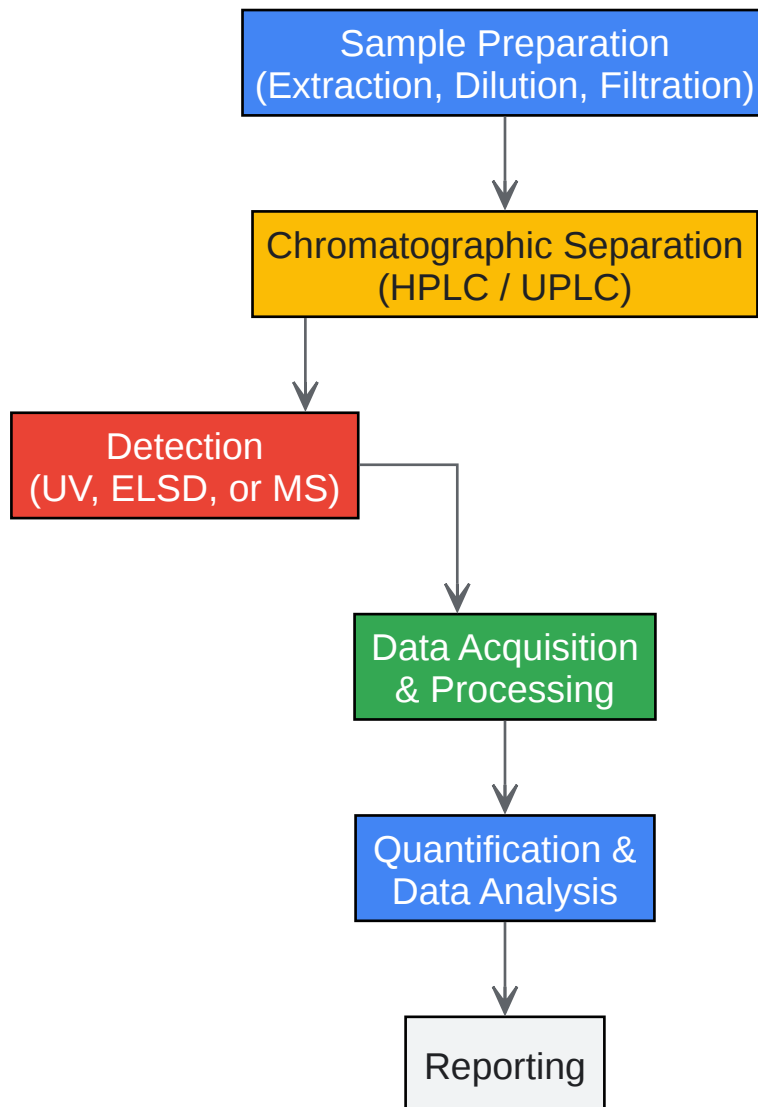 Sample Preparation
(Extraction, Dilution, Filtration)
Chromatographic Separation
(HPLC / UPLC)
Detection
(UV, ELSD, or MS)
Data Acquisition
& Processing
Quantification &
Data Analysis
Reporting